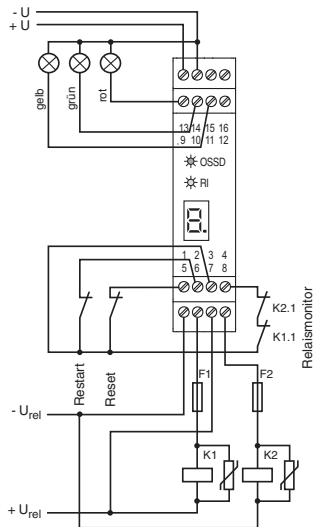 - U
+ U
gelb
grün
rot
13 14 15 16
.9 10 11 12
OSSD
RI
8.
1 2 3 4
5 6 7 8
K2.1
K1.1
Relaismonitor
Restart
Reset
F1
F2
- Urel
K1
K2
+ Urel